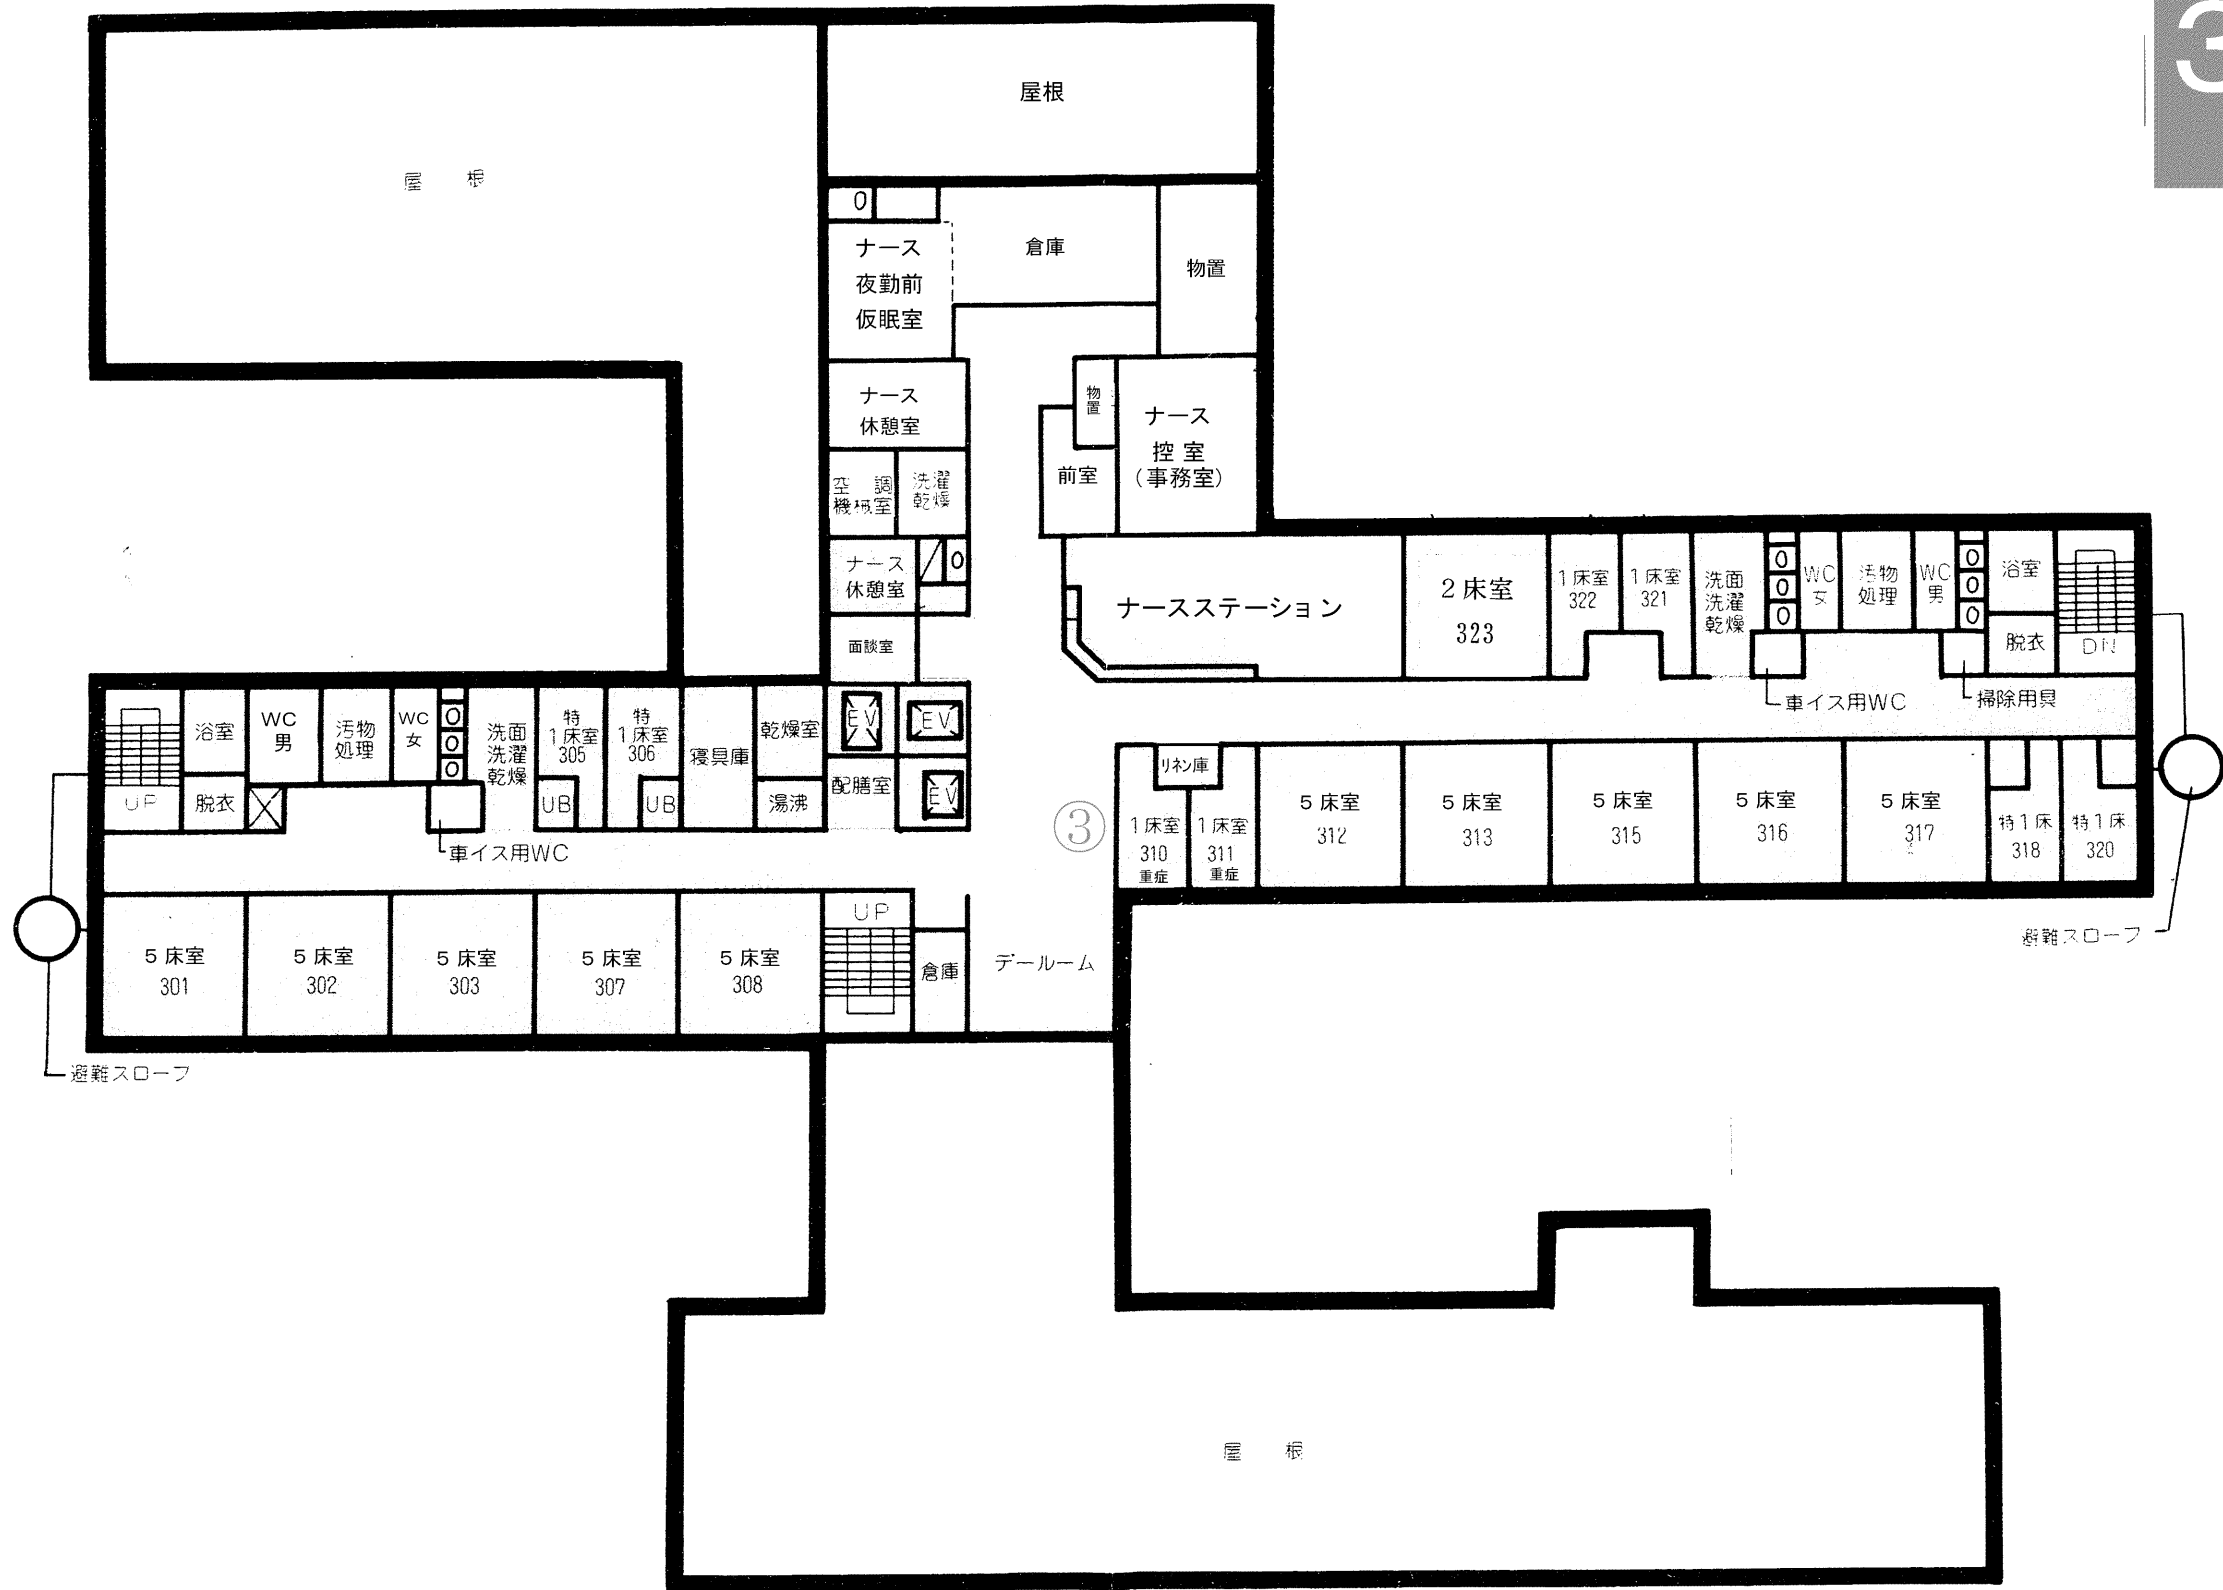 3
屋根
屋 根
ナース
夜勤前
仮眠室
倉庫
物置
ナース
休憩室
物
置
ナース
控 室
(事務室)
前室
空 調
機械室
洗濯
乾燥
ナース
休憩室
面談室
ナースステーション
2床室
323
1床室
322
1床室
321
洗面
洗濯
乾燥
WC
女
汚物
処理
WC
男
浴室
脱衣
DN
車イス用WC
掃除用具
UP
浴室
脱衣
WC
男
汚物
処理
WC
女
洗面
洗濯
乾燥
特
1床室
305
UB
特
1床室
306
UB
寝具庫
乾燥室
湯沸
EV
EV
EV
配膳室
車イス用WC
③
リネン庫
1床室
310
重症
1床室
311
重症
5床室
312
5床室
313
5床室
315
5床室
316
5床室
317
特1床
318
特1床
320
避難スロープ
5床室
301
5床室
302
5床室
303
5床室
307
5床室
308
UP
倉庫
デールーム
避難スロープ
屋 根